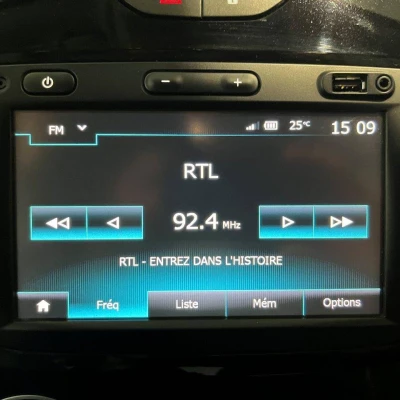 FM 25°C 15 09
RTL
92.4 MHz
RTL - ENTREZ DANS L'HISTOIRE
Fréq Liste Mém Options